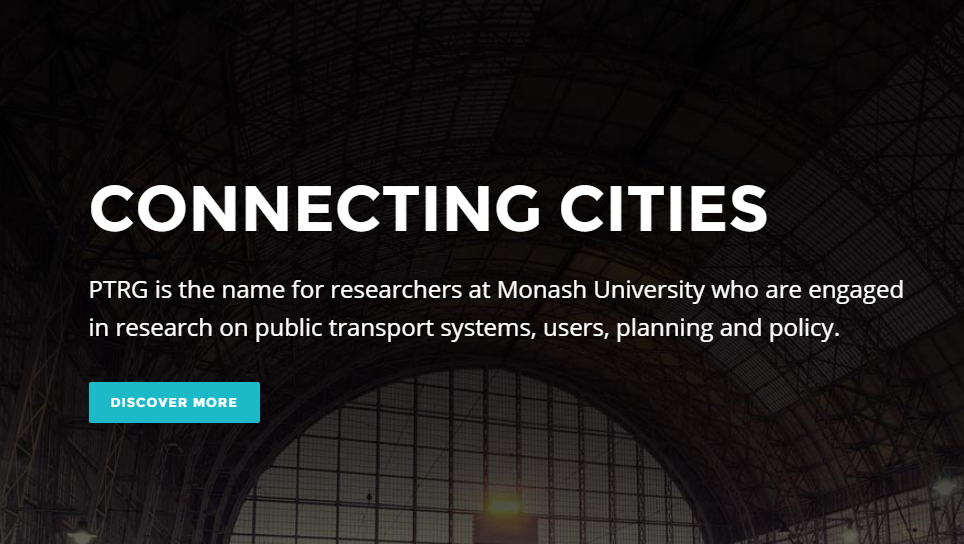 CONNECTING CITIES
PTRG is the name for researchers at Monash University who are engaged
in research on public transport systems, users, planning and policy.
DISCOVER MORE